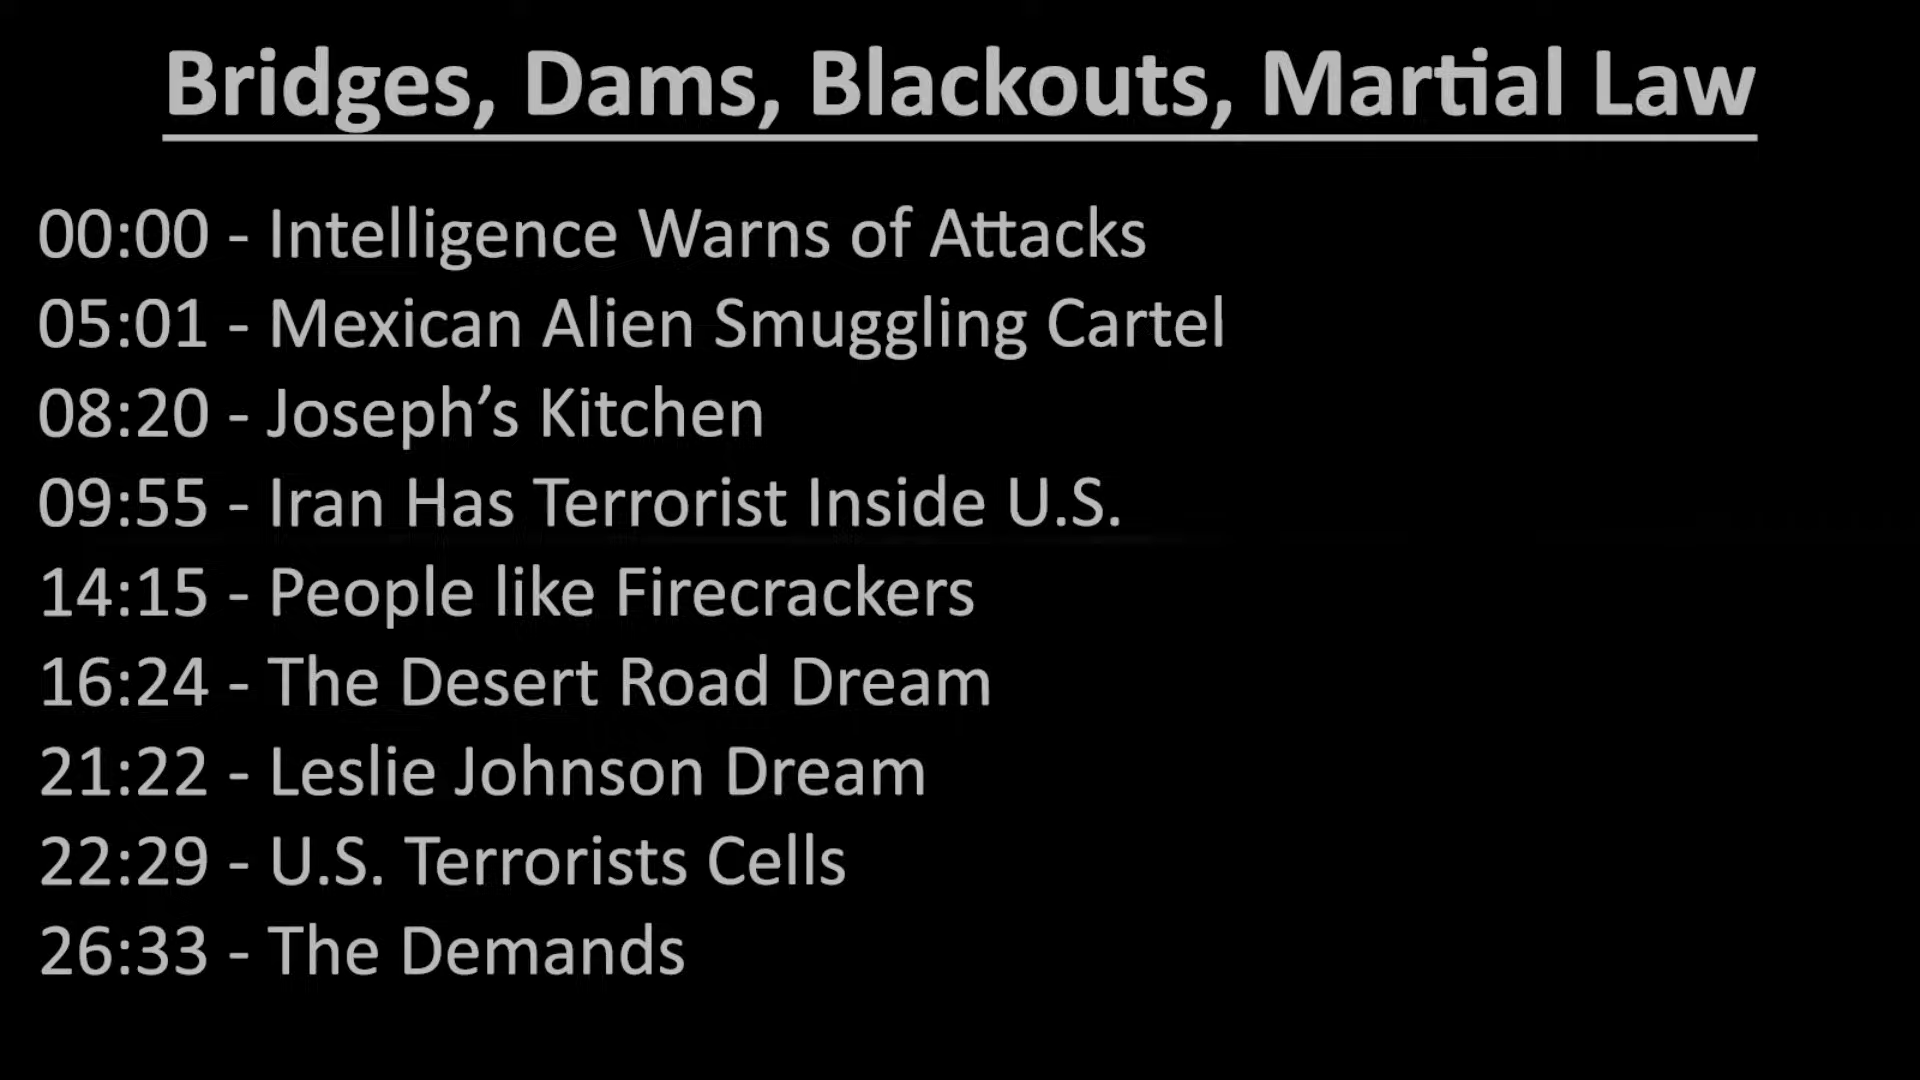 Bridges, Dams, Blackouts, Martial Law
00:00 - Intelligence Warns of Attacks
05:01 - Mexican Alien Smuggling Cartel
08:20 - Joseph’s Kitchen
09:55 - Iran Has Terrorist Inside U.S.
14:15 - People like Firecrackers
16:24 - The Desert Road Dream
21:22 - Leslie Johnson Dream
22:29 - U.S. Terrorists Cells
26:33 - The Demands